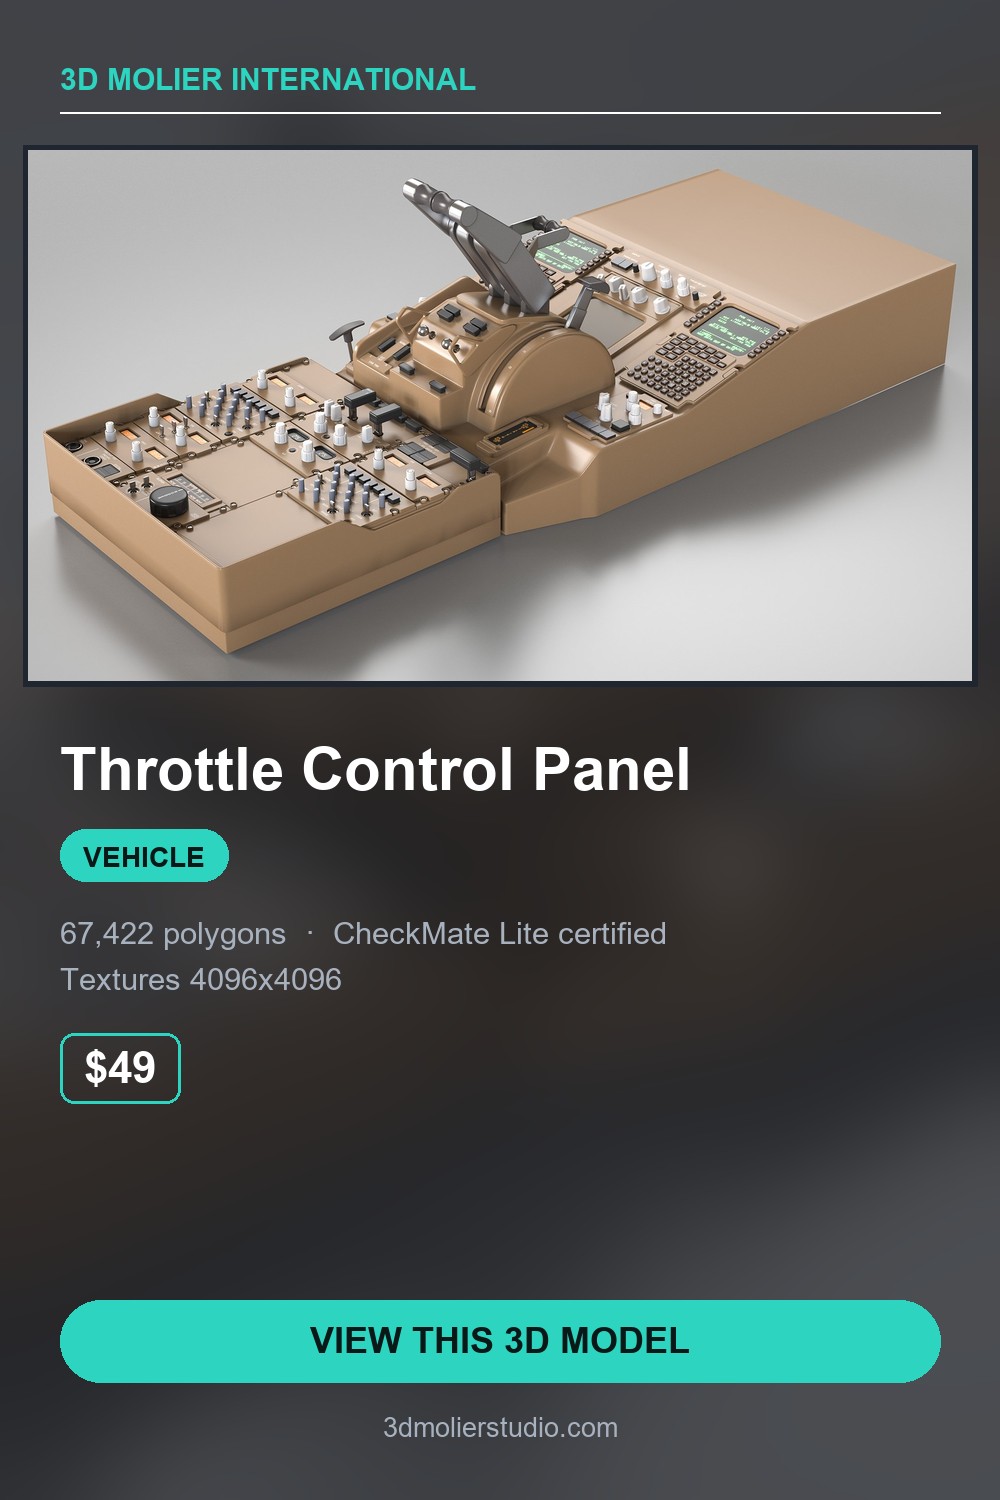 3D MOLIER INTERNATIONAL
Throttle Control Panel
VEHICLE
67,422 polygons · CheckMate Lite certified
Textures 4096x4096
$49
VIEW THIS 3D MODEL
3dmolierstudio.com